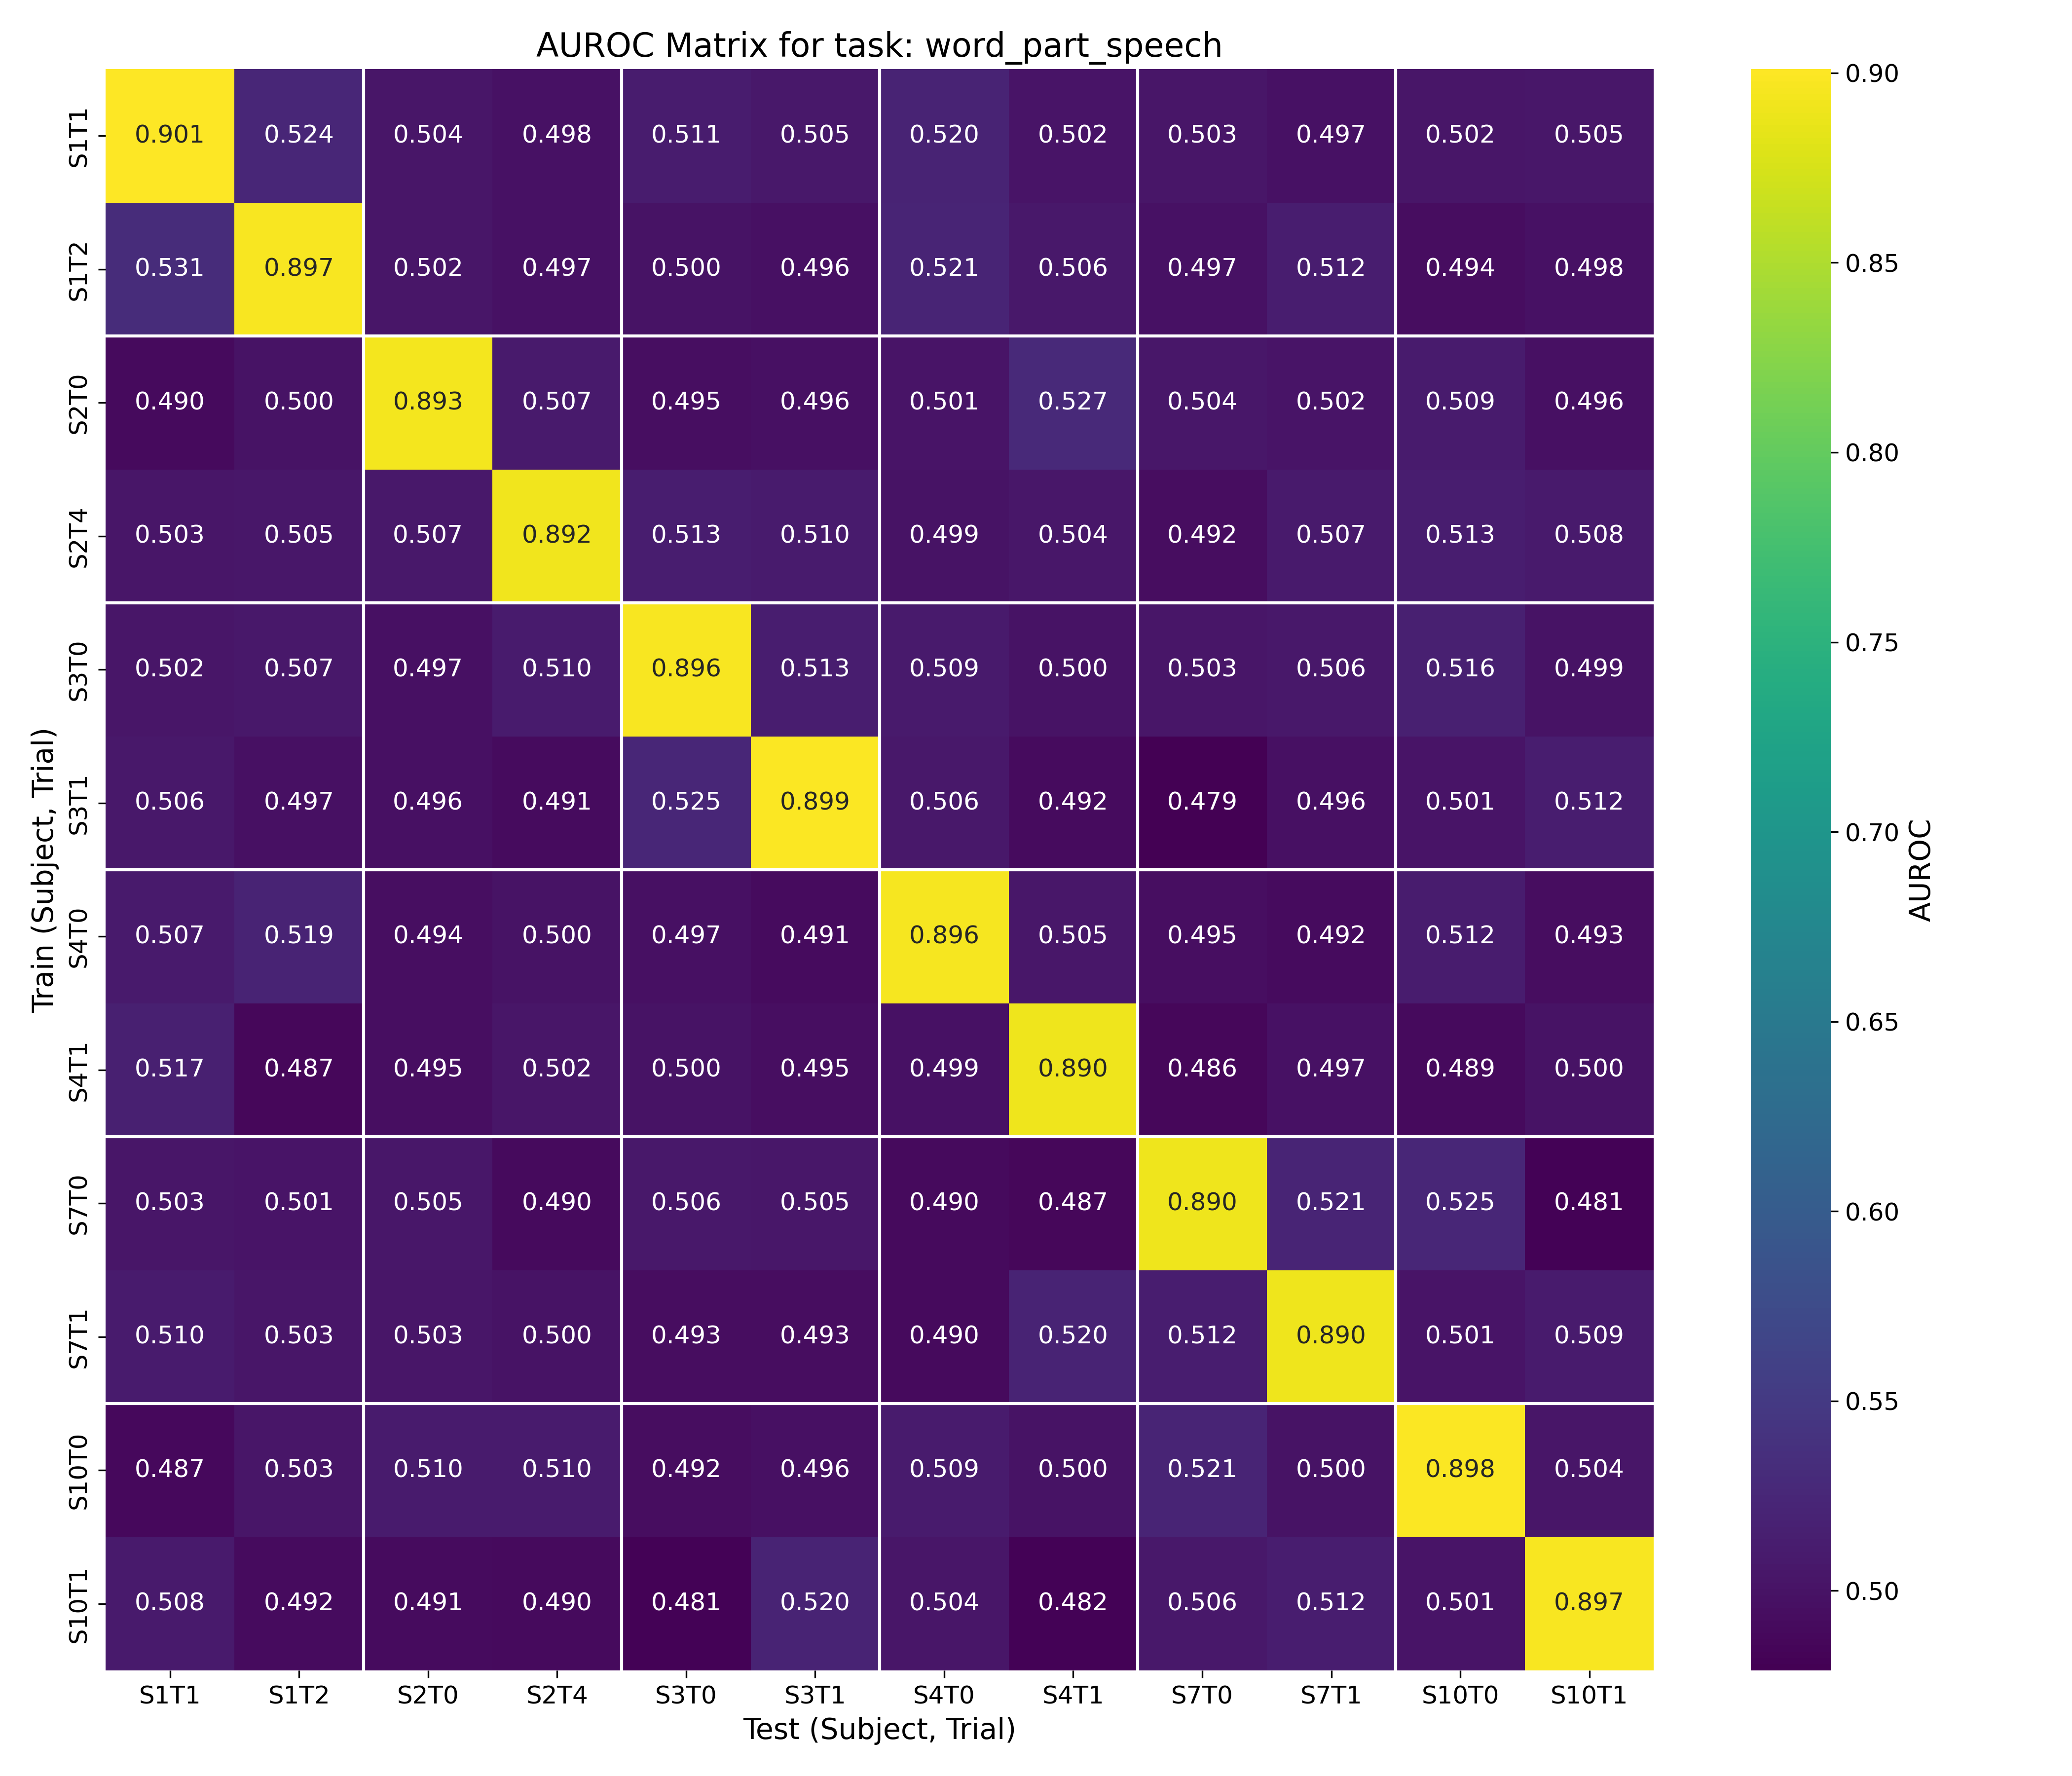 AUROC Matrix for task: word_part_speech
S1T1 0.901 0.524 0.504 0.498 0.511 0.505 0.520 0.502 0.503 0.497 0.502 0.505
S1T2 0.531 0.897 0.502 0.497 0.500 0.496 0.521 0.506 0.497 0.512 0.494 0.498
S2T0 0.490 0.500 0.893 0.507 0.495 0.496 0.501 0.527 0.504 0.502 0.509 0.496
S2T4 0.503 0.505 0.507 0.892 0.513 0.510 0.499 0.504 0.492 0.507 0.513 0.508
S3T0 0.502 0.507 0.497 0.510 0.896 0.513 0.509 0.500 0.503 0.506 0.516 0.499
S3T1 0.506 0.497 0.496 0.491 0.525 0.899 0.506 0.492 0.479 0.496 0.501 0.512
S4T0 0.507 0.519 0.494 0.500 0.497 0.491 0.896 0.505 0.495 0.492 0.512 0.493
S4T1 0.517 0.487 0.495 0.502 0.500 0.495 0.499 0.890 0.486 0.497 0.489 0.500
S7T0 0.503 0.501 0.505 0.490 0.506 0.505 0.490 0.487 0.890 0.521 0.525 0.481
S7T1 0.510 0.503 0.503 0.500 0.493 0.493 0.490 0.520 0.512 0.890 0.501 0.509
S10T0 0.487 0.503 0.510 0.510 0.492 0.496 0.509 0.500 0.521 0.500 0.898 0.504
S10T1 0.508 0.492 0.491 0.490 0.481 0.520 0.504 0.482 0.506 0.512 0.501 0.897
S1T1 S1T2 S2T0 S2T4 S3T0 S3T1 S4T0 S4T1 S7T0 S7T1 S10T0 S10T1
Test (Subject, Trial)
Train (Subject, Trial)
0.90
0.85
0.80
0.75
0.70
0.65
0.60
0.55
0.50
AUROC